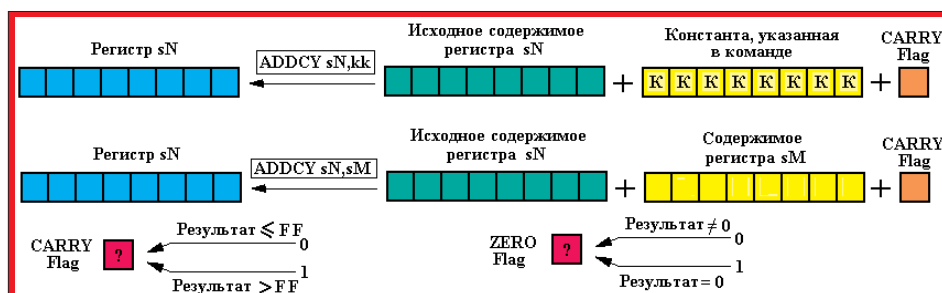 Регистр sN
ADDCY sN,kk
Исходное содержимое
регистра sN
+
Константа, указанная
в команде
K K K K K K K K
+
CARRY
Flag
Регистр sN
ADDCY sN,sM
Исходное содержимое
регистра sN
+
Содержимое
регистра sM
+
CARRY
Flag
CARRY
Flag
?
Результат ⩽ FF
0
1
Результат >FF
ZERO
Flag
?
Результат ≠ 0
0
1
Результат = 0